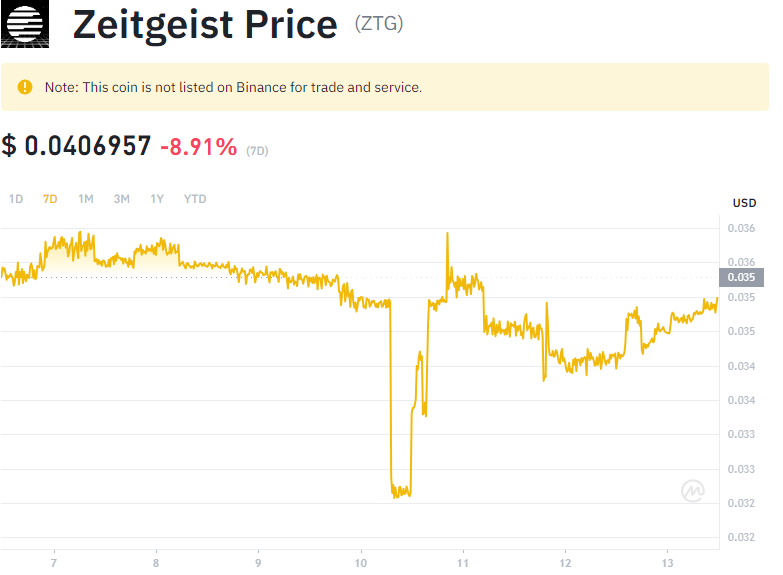 Zeitgeist Price (ZTG)
Note: This coin is not listed on Binance for trade and service.
$ 0.0406957 -8.91% (7D)
1D 7D 1M 3M 1Y YTD
USD
0.036
0.036
0.035
0.035
0.035
0.034
0.034
0.033
0.033
0.032
0.032
7 8 9 10 11 12 13